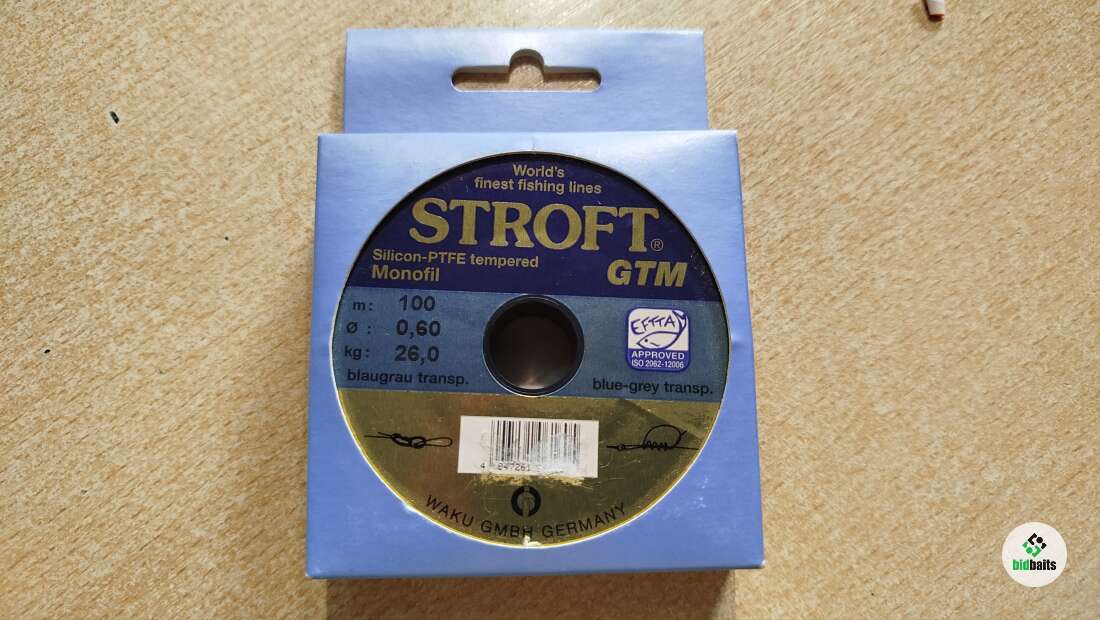 World's
finest fishing lines
STROFT®
Silicon-PTFE tempered
GTM
Monofil
m: 100
Ø : 0,60
kg: 26,0
blaugrau transp.
EFTTA
APPROVED
ISO 2062-12006
blue-grey transp.
WAKU GMBH GERMANY
bidbaits